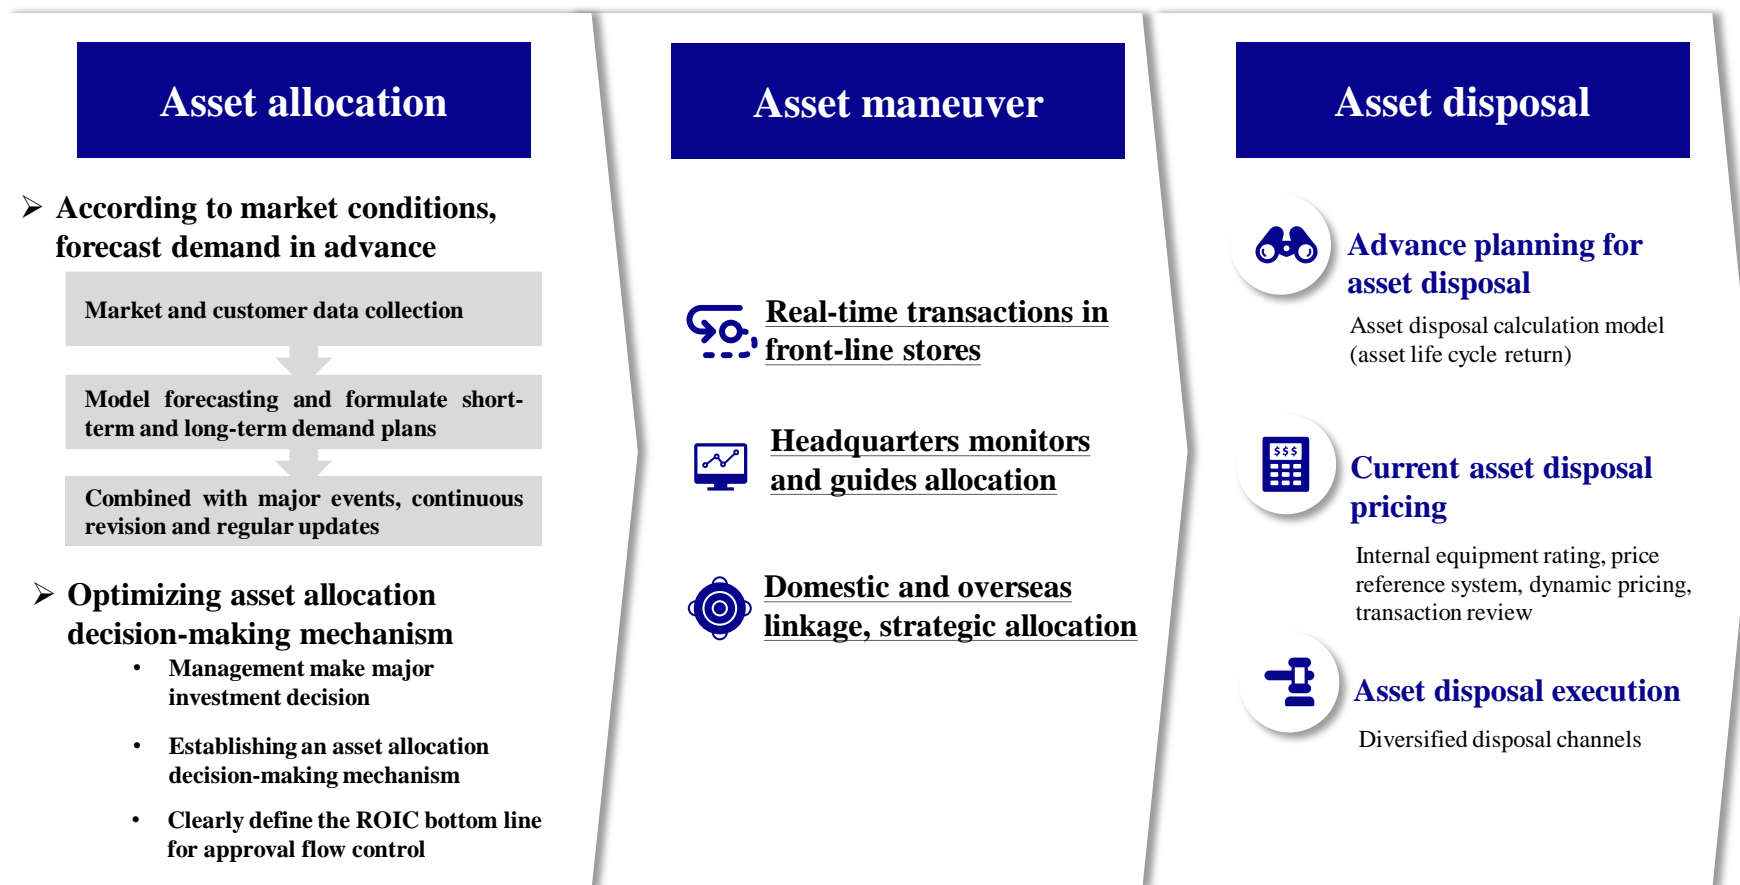 Asset allocation
According to market conditions,
forecast demand in advance
Market and customer data collection
Model forecasting and formulate short-
term and long-term demand plans
Combined with major events, continuous
revision and regular updates
Optimizing asset allocation
decision-making mechanism
• Management make major
investment decision
• Establishing an asset allocation
decision-making mechanism
• Clearly define the ROIC bottom line
for approval flow control
Asset maneuver
Real-time transactions in
front-line stores
Headquarters monitors
and guides allocation
Domestic and overseas
linkage, strategic allocation
Asset disposal
Advance planning for
asset disposal
Asset disposal calculation model
(asset life cycle return)
$$$
Current asset disposal
pricing
Internal equipment rating, price
reference system, dynamic pricing,
transaction review
Asset disposal execution
Diversified disposal channels